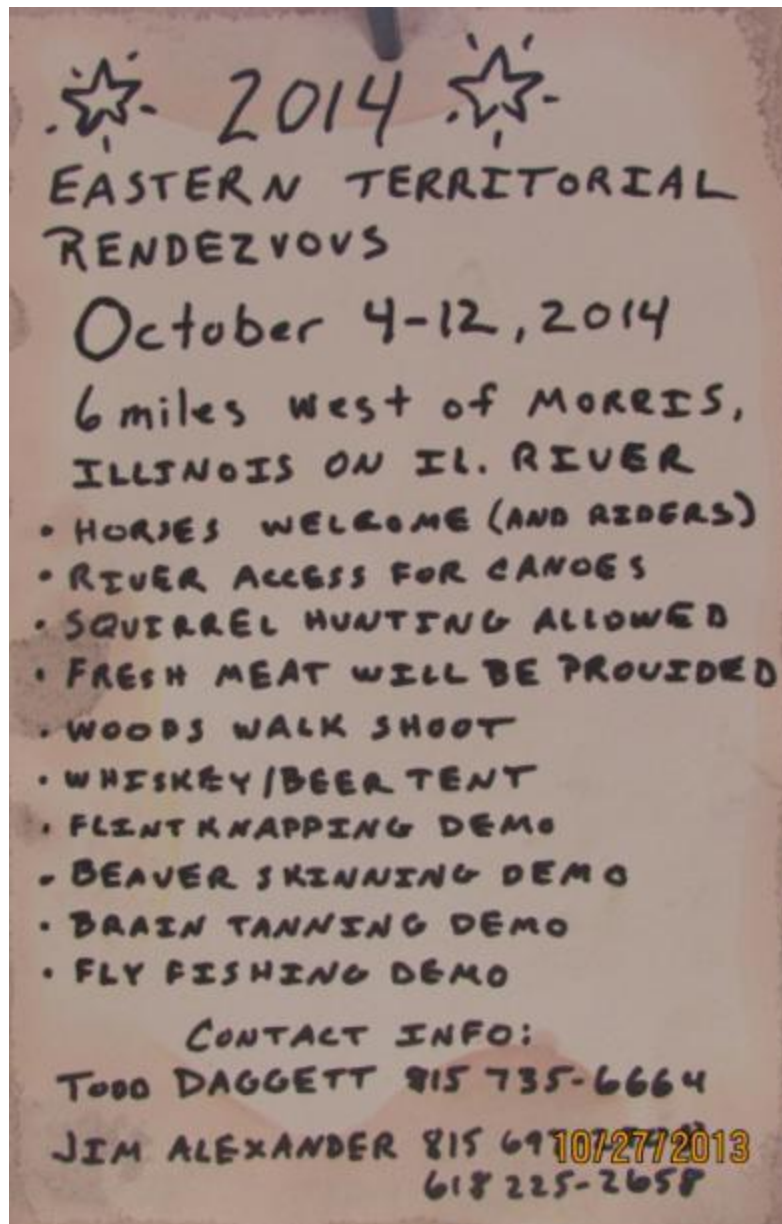 2014
EASTERN TERRITORIAL
RENDEZVOUS
October 4-12, 2014
6 miles west of MORRIS,
ILLINOIS ON IL. RIVER
• HORSES WELCOME (AND RIDERS)
• RIVER ACCESS FOR CANOES
• SQUIRREL HUNTING ALLOWED
• FRESH MEAT WILL BE PROVIDED
• WOODS WALK SHOOT
• WHISKEY/BEER TENT
• FLINT KNAPPING DEMO
• BEAVER SKINNING DEMO
• BRAIN TANNING DEMO
• FLY FISHING DEMO
CONTACT INFO:
TODD DAGGETT 815 735-6664
JIM ALEXANDER 815
10/27/2013
618 225-2658